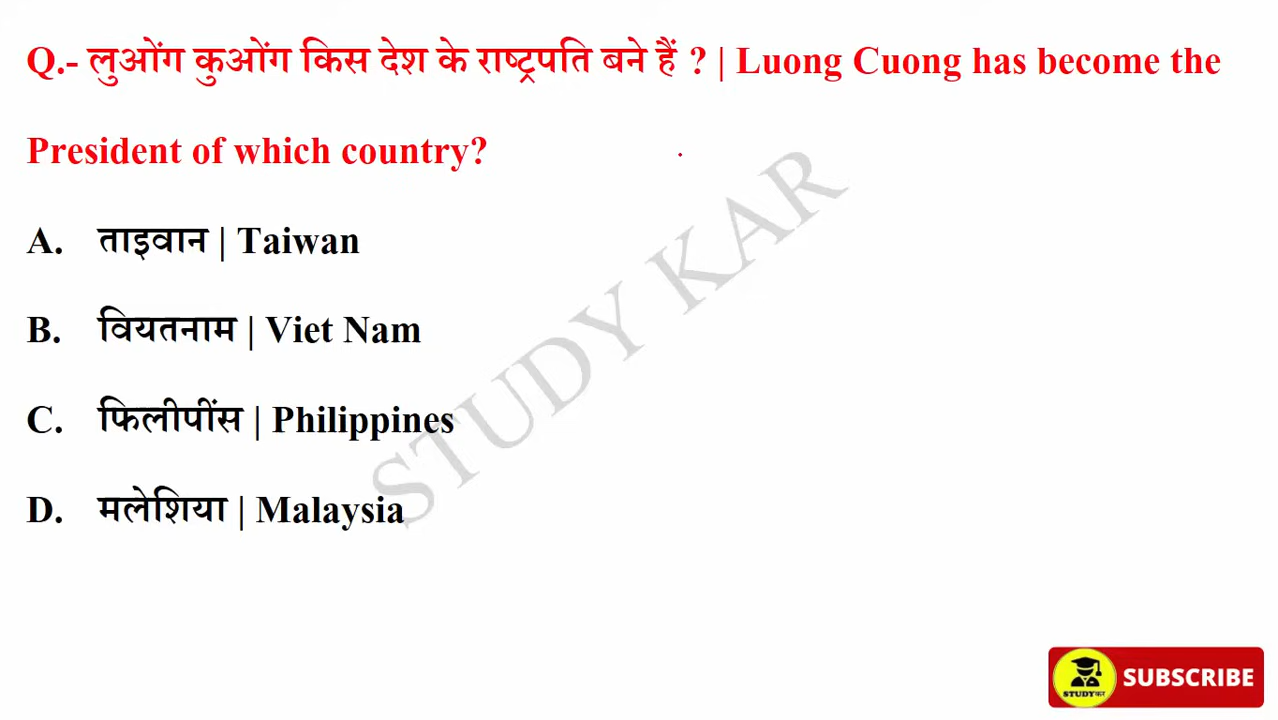 Q.- लुओंग कुओंग किस देश के राष्ट्रपति बने हैं ? | Luong Cuong has become the
President of which country?
A. ताइवान | Taiwan
B. वियतनाम | Viet Nam
C. फिलीपींस | Philippines
D. मलेशिया | Malaysia
STUDY KAR
STUDYकर
SUBSCRIBE